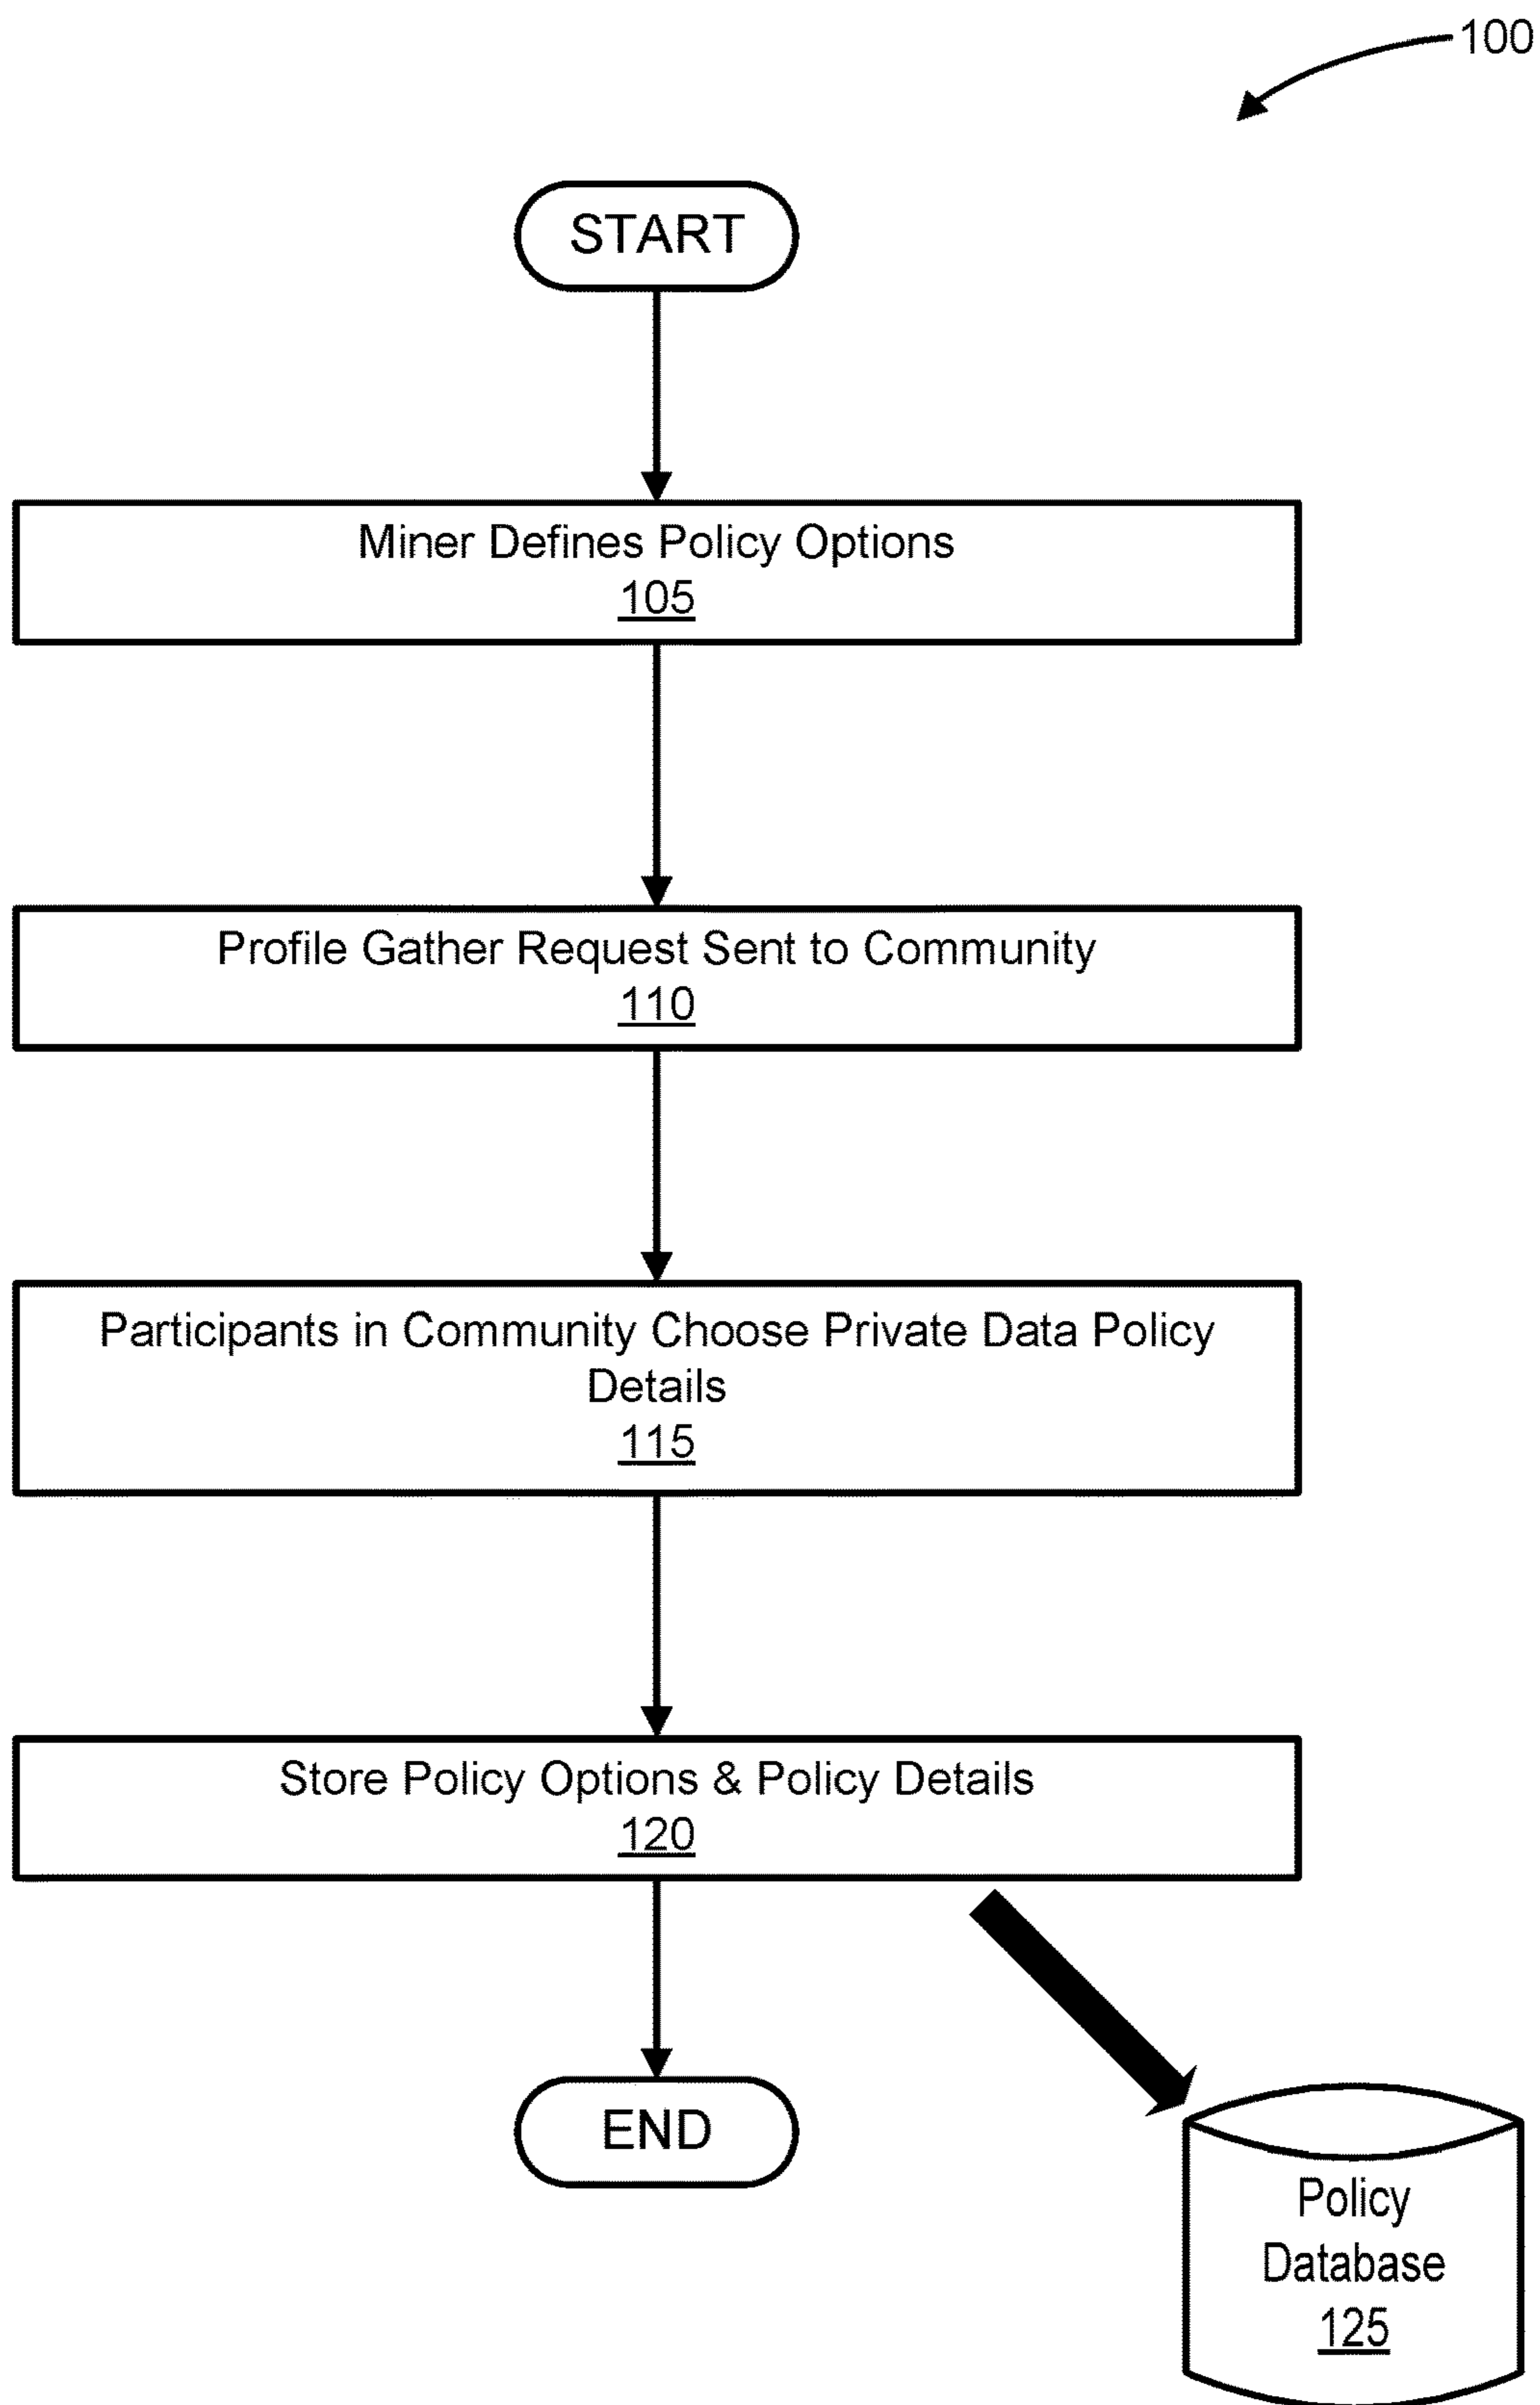 100
START
Miner Defines Policy Options
105
Profile Gather Request Sent to Community
110
Participants in Community Choose Private Data Policy
Details
115
Store Policy Options & Policy Details
120
END
Policy
Database
125